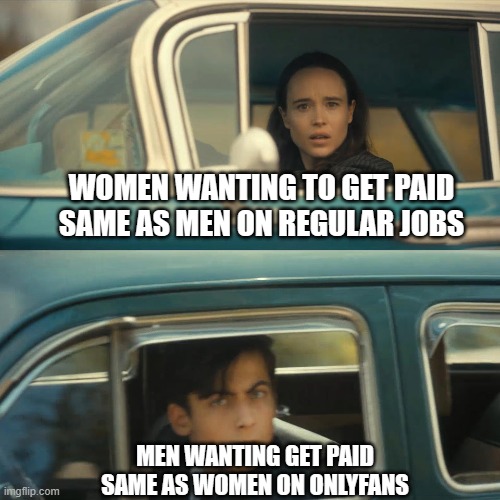 WOMEN WANTING TO GET PAID
SAME AS MEN ON REGULAR JOBS
MEN WANTING GET PAID
SAME AS WOMEN ON ONLYFANS
imgflip.com